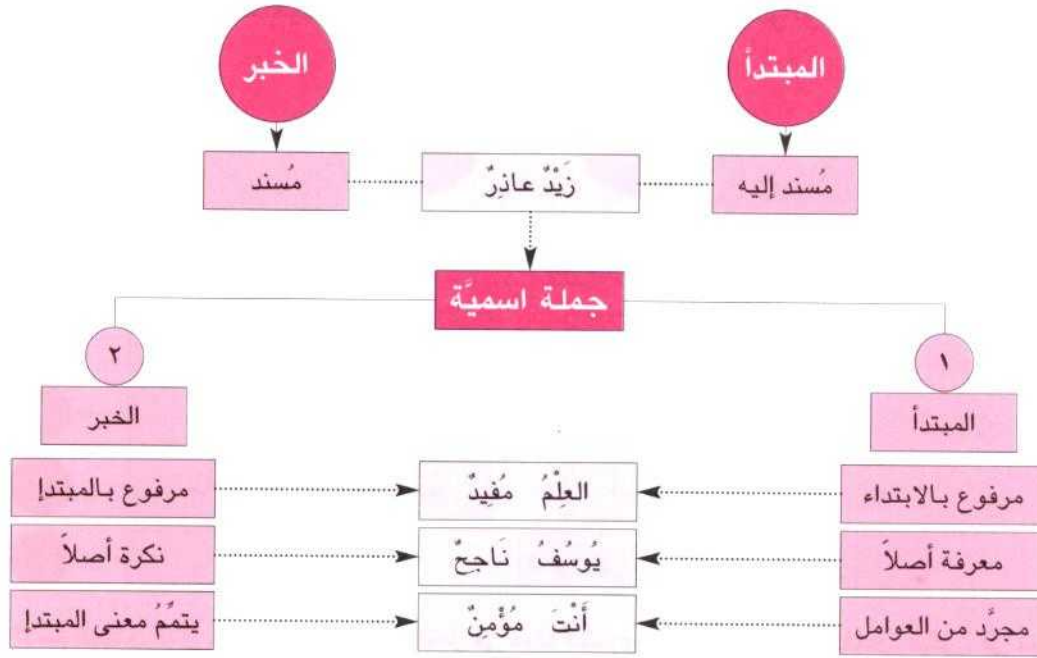 المبتدأ
الخبر
مُسند إليه
زَيْدٌ عاذِرٌ
مُسند
جملة اسميَّة
١
٢
المبتدأ
الخبر
مرفوع بالابتداء
العِلْمُ مُفِيدٌ
مرفوع بالمبتدإ
معرفة أصلاً
يُوسُفُ نَاجِحٌ
نكرة أصلاً
مجرَّد من العوامل
أَنْتَ مُؤْمِنٌ
يتمِّمُ معنى المبتدإ